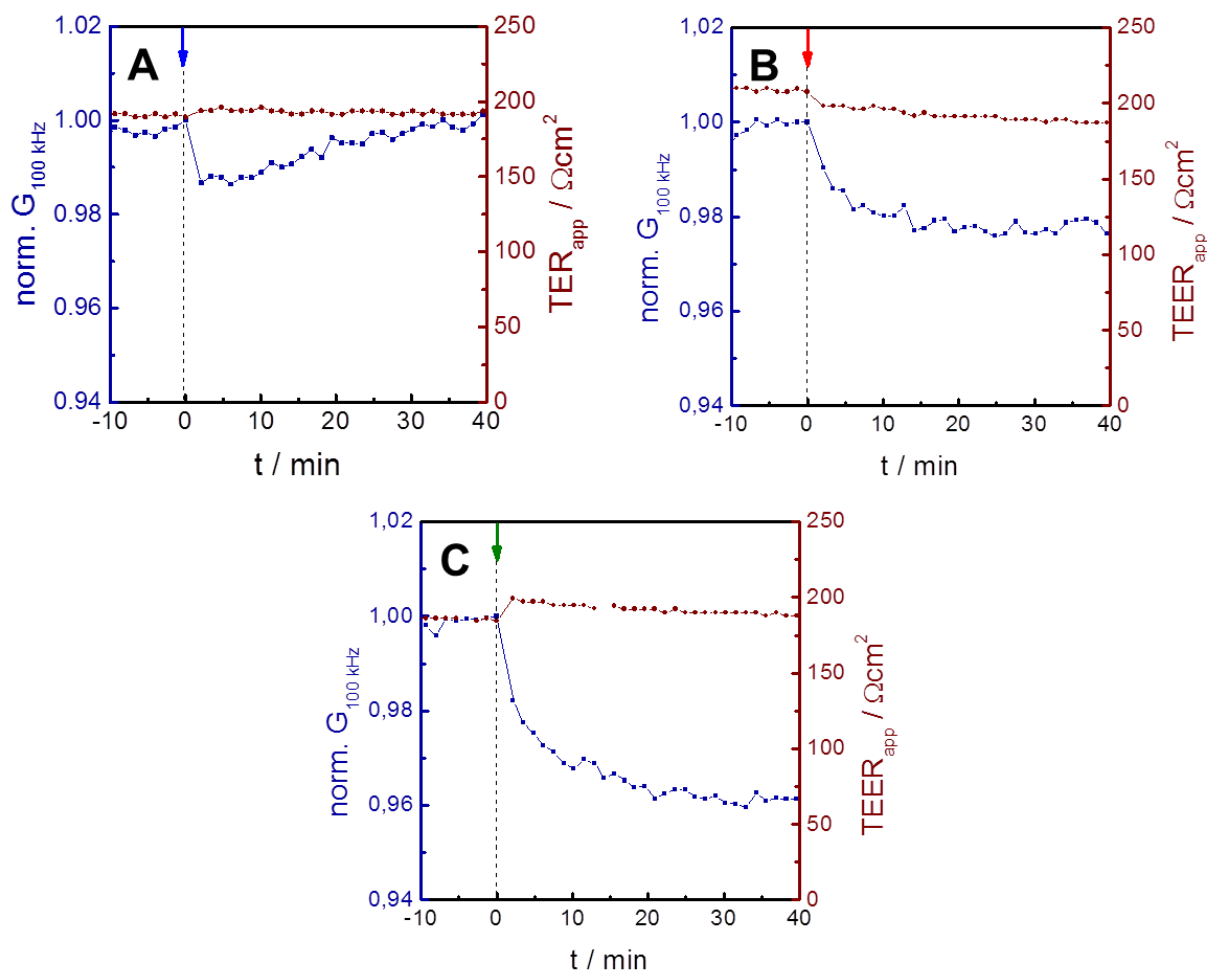 A
1,02
1.00
0.98
0.96
0.94
norm. G100 kHz
250
200
150
100
50
0
TERapp / Ωcm2
-10 0 10 20 30 40
t / min
B
1,02
1,00
0,98
0,96
0,94
norm. G100 kHz
250
200
150
100
50
0
TEERapp / Ωcm2
-10 0 10 20 30 40
t / min
C
1,02
1,00
0,98
0,96
0,94
norm. G100 kHz
250
200
150
100
50
0
TEERapp / Ωcm2
-10 0 10 20 30 40
t / min